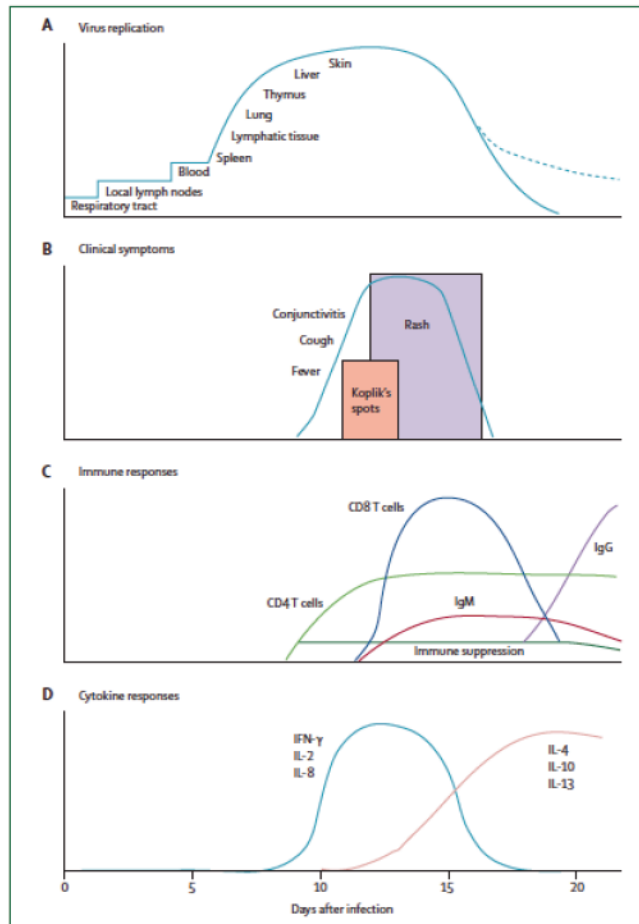 A Virus replication
Skin
Liver
Thymus
Lung
Lymphatic tissue
Spleen
Blood
Local lymph nodes
Respiratory tract
B Clinical symptoms
Conjunctivitis
Cough
Rash
Fever
Koplik's
spots
C Immune responses
CD8 T cells
IgG
CD4 T cells
IgM
Immune suppression
D Cytokine responses
IFN-γ
IL-2
IL-8
IL-4
IL-10
IL-13
0 5 10 15 20
Days after infection